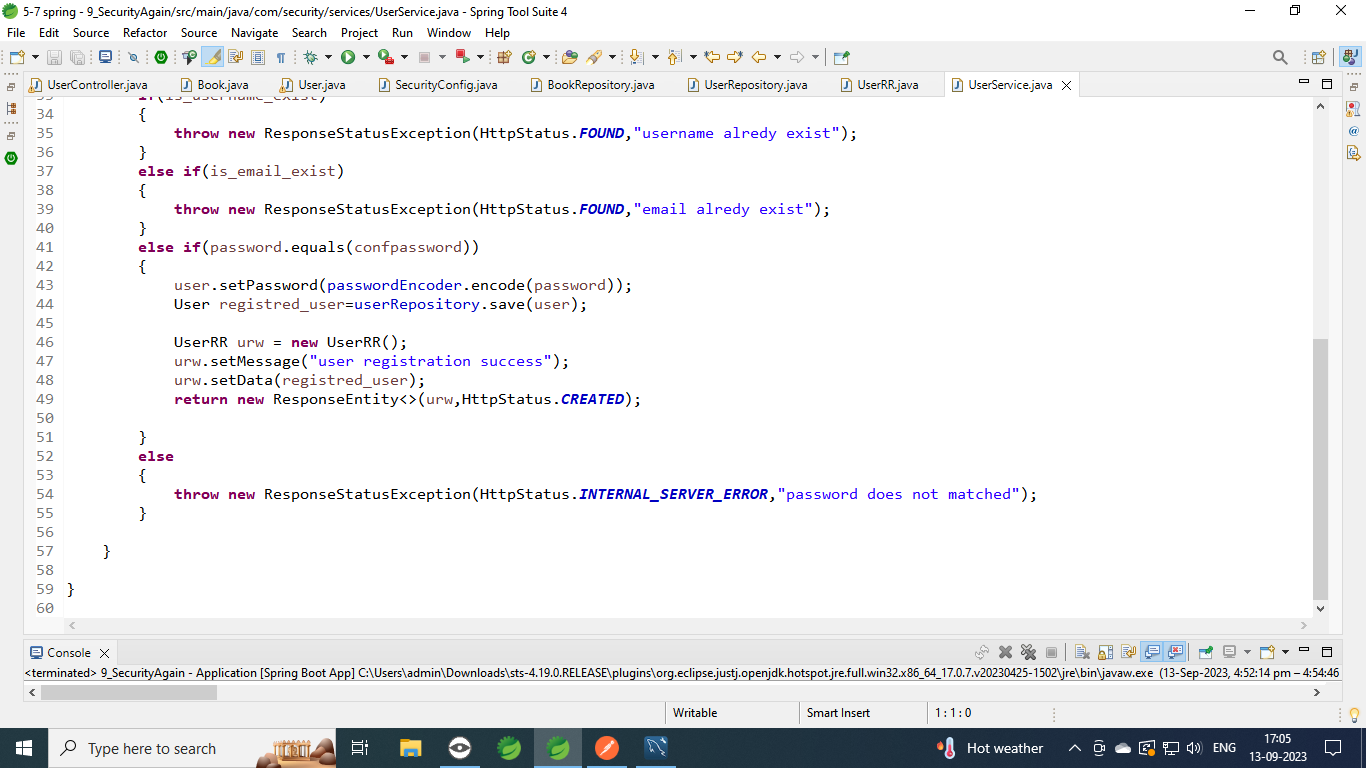 5-7 spring - 9_SecurityAgain/src/main/java/com/security/services/UserService.java - Spring Tool Suite 4
File Edit Source Refactor Source Navigate Search Project Run Window Help
UserController.java Book.java User.java SecurityConfig.java BookRepository.java UserRepository.java UserRR.java UserService.java
33 if(is_username_exist)
34 {
35 throw new ResponseStatusException(HttpStatus.FOUND,"username alredy exist");
36 }
37 else if(is_email_exist)
38 {
39 throw new ResponseStatusException(HttpStatus.FOUND,"email alredy exist");
40 }
41 else if(password.equals(confpassword))
42 {
43 user.setPassword(passwordEncoder.encode(password));
44 User registred_user=userRepository.save(user);
45
46 UserRR urw = new UserRR();
47 urw.setMessage("user registration success");
48 urw.setData(registred_user);
49 return new ResponseEntity<>(urw,HttpStatus.CREATED);
50
51 }
52 else
53 {
54 throw new ResponseStatusException(HttpStatus.INTERNAL_SERVER_ERROR,"password does not matched");
55 }
56
57 }
58
59 }
60
Console
<terminated> 9_SecurityAgain - Application [Spring Boot App] C:\Users\admin\Downloads\sts-4.19.0.RELEASE\plugins\org.eclipse.justj.openjdk.hotspot.jre.full.win32.x86_64_17.0.7.v20230425-1502\jre\bin\javaw.exe (13-Sep-2023, 4:52:14 pm – 4:54:46
Writable Smart Insert 1 : 1 : 0
Type here to search Hot weather ENG 17:05
13-09-2023